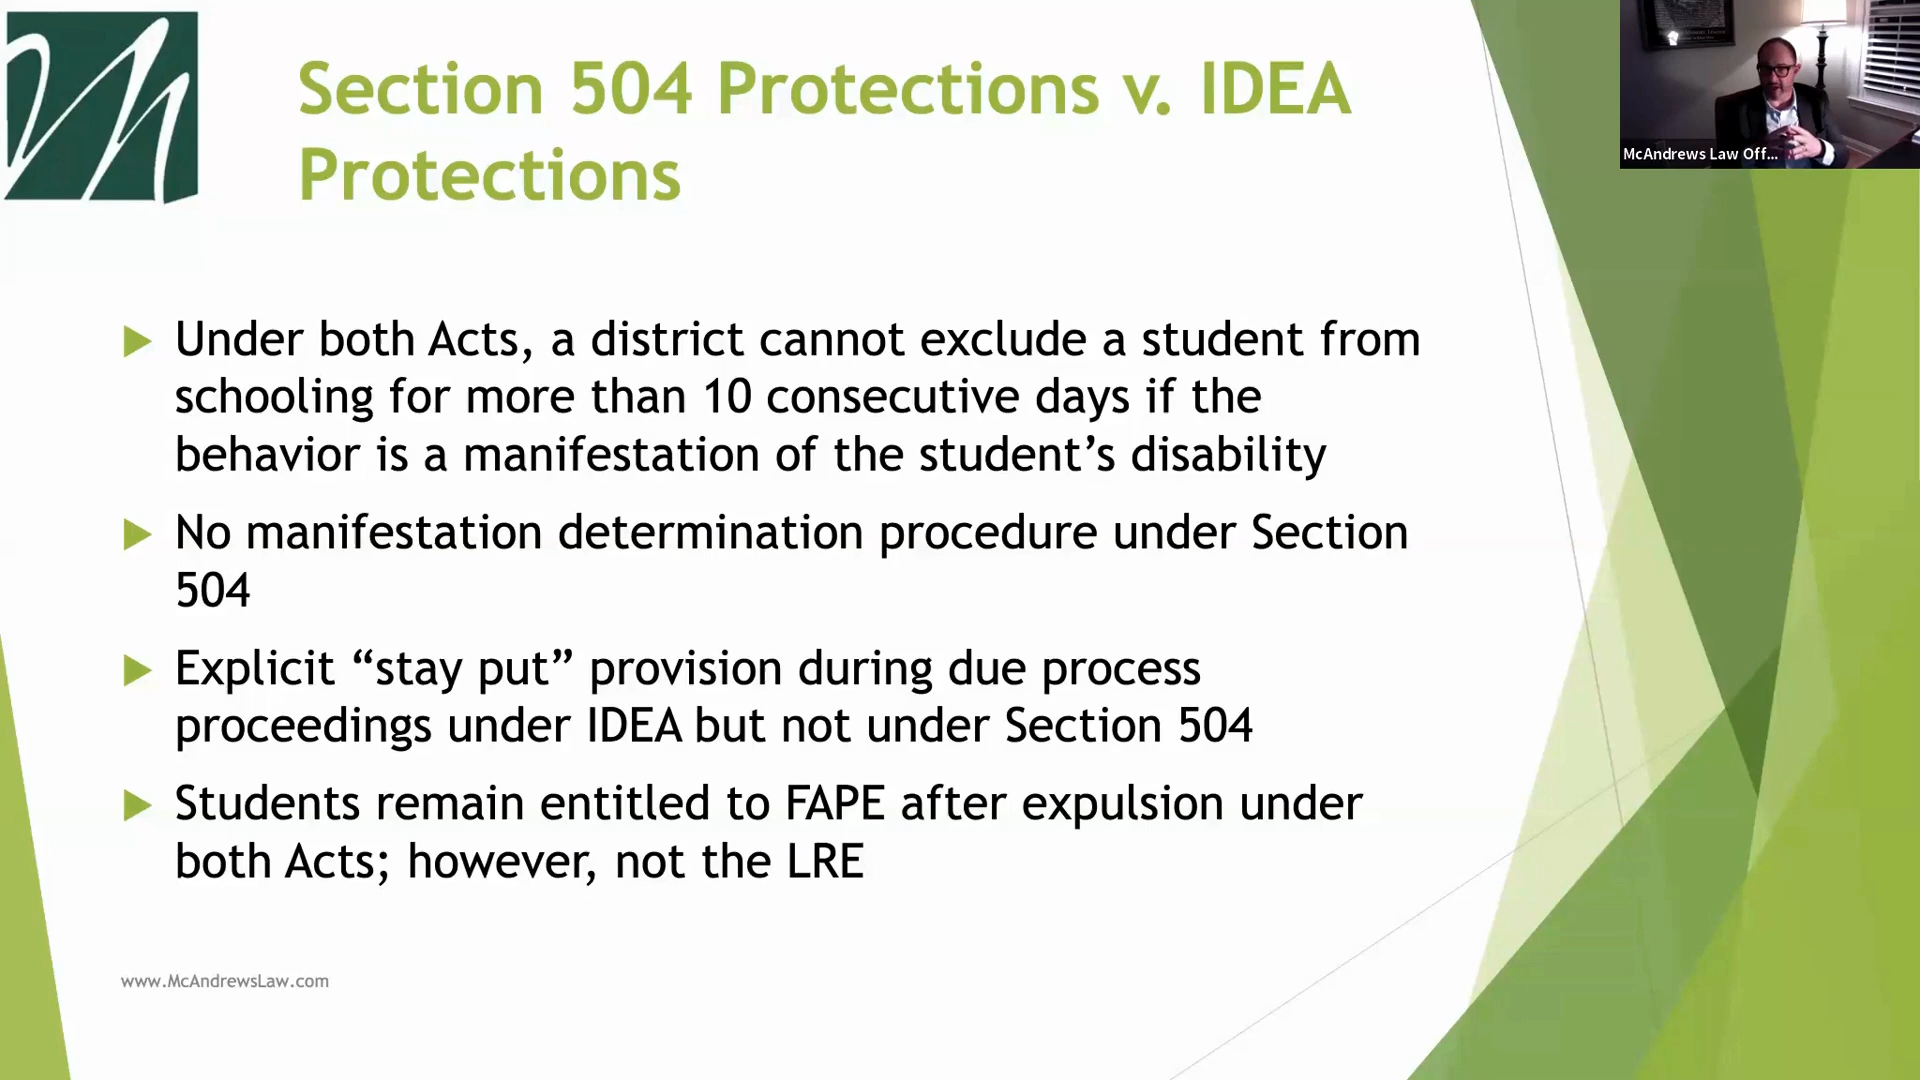 Section 504 Protections v. IDEA
Protections
McAndrews Law Off...
Under both Acts, a district cannot exclude a student from
schooling for more than 10 consecutive days if the
behavior is a manifestation of the student’s disability
No manifestation determination procedure under Section
504
Explicit “stay put” provision during due process
proceedings under IDEA but not under Section 504
Students remain entitled to FAPE after expulsion under
both Acts; however, not the LRE
www.McAndrewsLaw.com